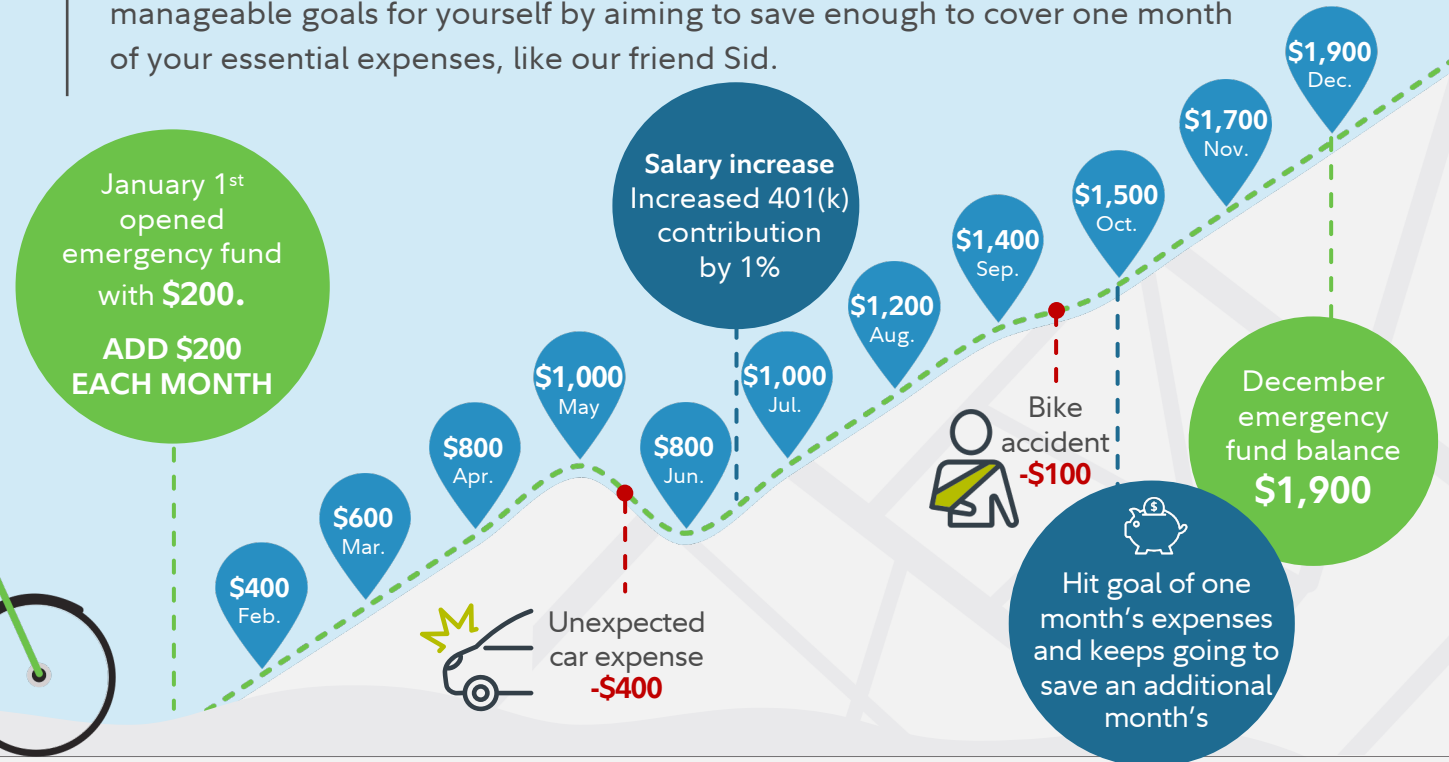 manageable goals for yourself by aiming to save enough to cover one month
of your essential expenses, like our friend Sid.
January 1st
opened
emergency fund
with $200.
ADD $200
EACH MONTH
$400
Feb.
$600
Mar.
$800
Apr.
$1,000
May
Unexpected
car expense
-$400
$800
Jun.
Salary increase
Increased 401(k)
contribution
by 1%
$1,000
Jul.
$1,200
Aug.
$1,400
Sep.
Bike
accident
-$100
$1,500
Oct.
$
Hit goal of one
month's expenses
and keeps going to
save an additional
month's
$1,700
Nov.
$1,900
Dec.
December
emergency
fund balance
$1,900